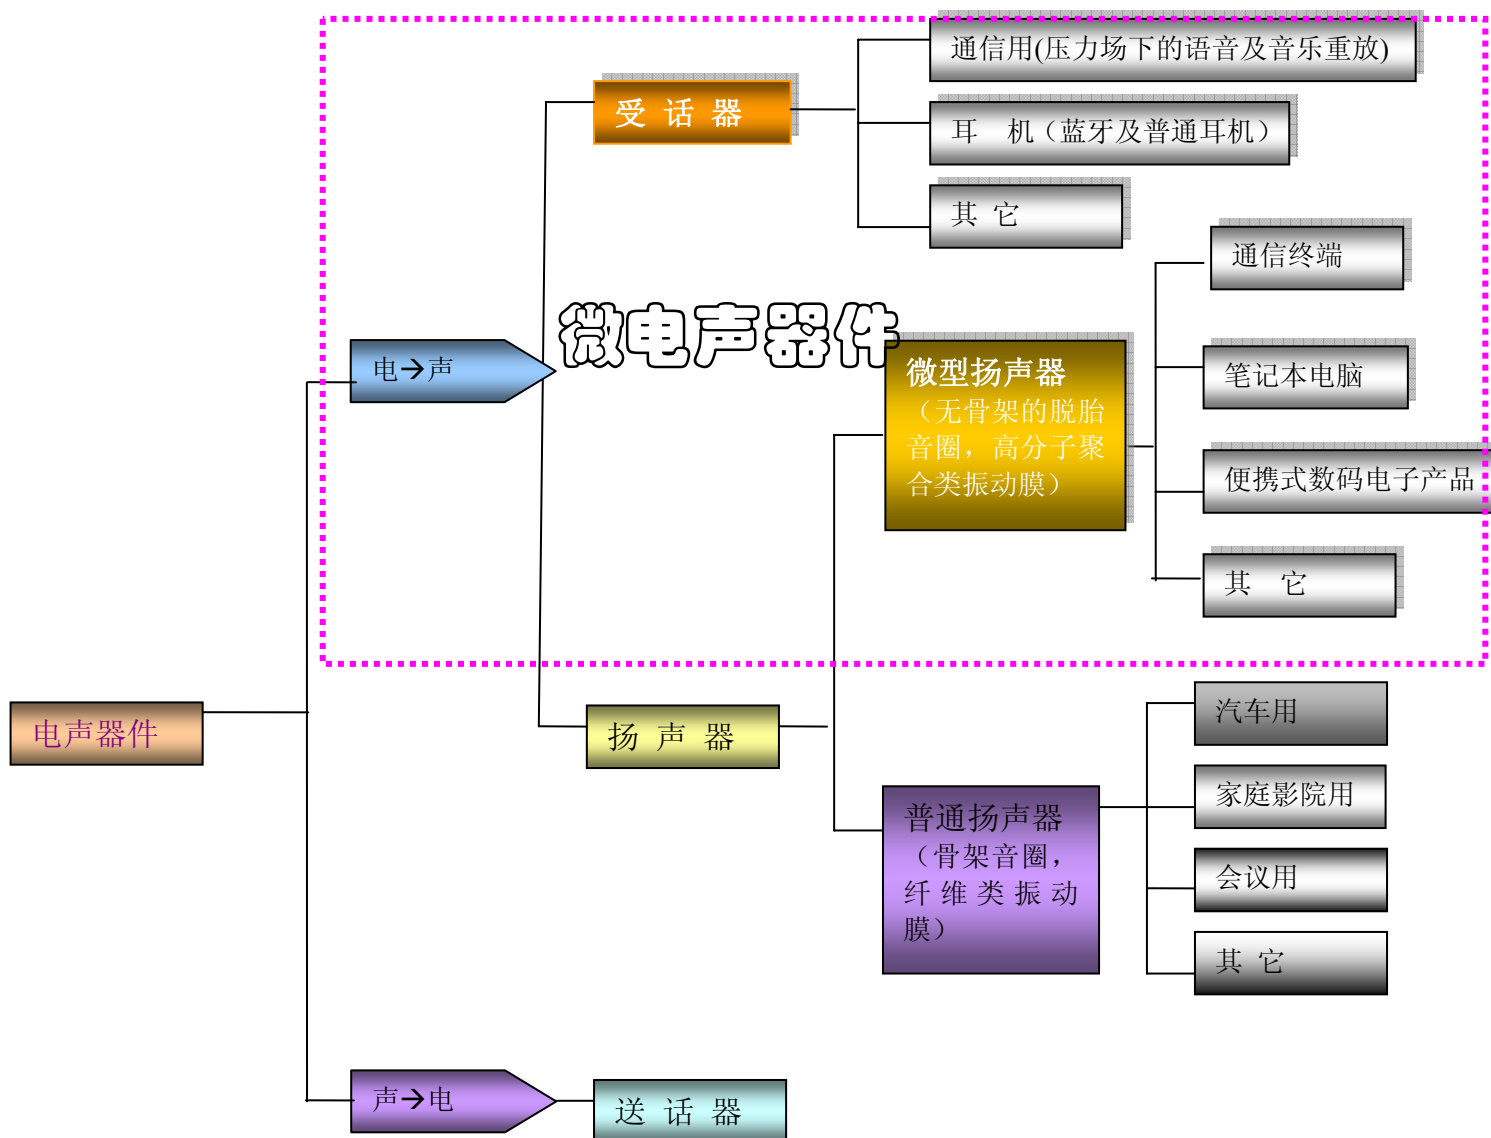 通信用(压力场下的语音及音乐重放)
受 话 器
耳 机（蓝牙及普通耳机）
其 它
通信终端
微电声器件
电→声
微型扬声器
（无骨架的脱胎
音圈，高分子聚
合类振动膜）
笔记本电脑
便携式数码电子产品
其 它
电声器件
扬 声 器
汽车用
家庭影院用
普通扬声器
（骨架音圈，
纤维类振动
膜）
会议用
其 它
声→电
送 话 器